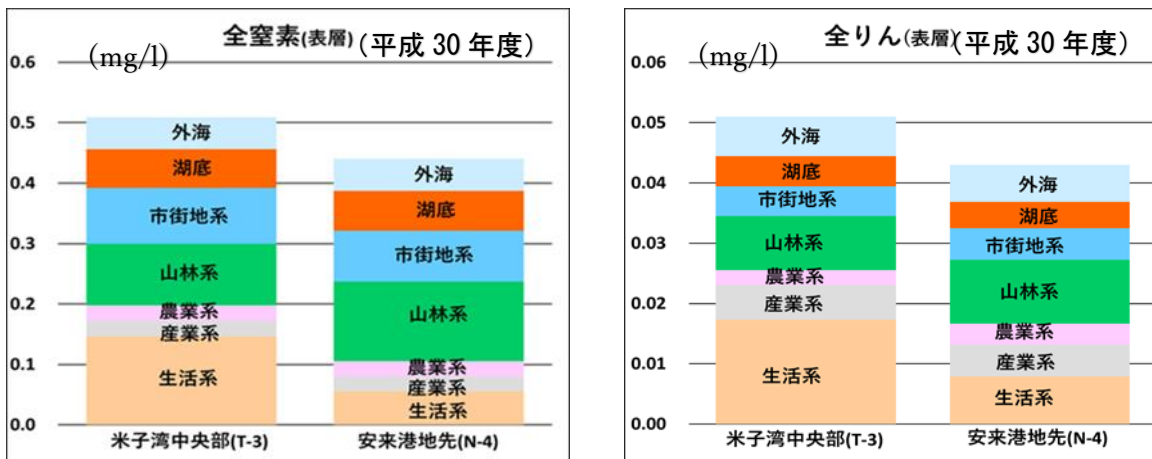 全窒素(表層)(平成 30 年度)
(mg/l)
0.6
0.5
0.4
0.3
0.2
0.1
0.0
外海
湖底
市街地系
山林系
農業系
産業系
生活系
外海
湖底
市街地系
山林系
農業系
産業系
生活系
米子湾中央部(T-3)
安来港地先(N-4)
全りん(表層)(平成 30 年度)
(mg/l)
0.06
0.05
0.04
0.03
0.02
0.01
0.00
外海
湖底
市街地系
山林系
農業系
産業系
生活系
外海
湖底
市街地系
山林系
農業系
産業系
生活系
米子湾中央部(T-3)
安来港地先(N-4)